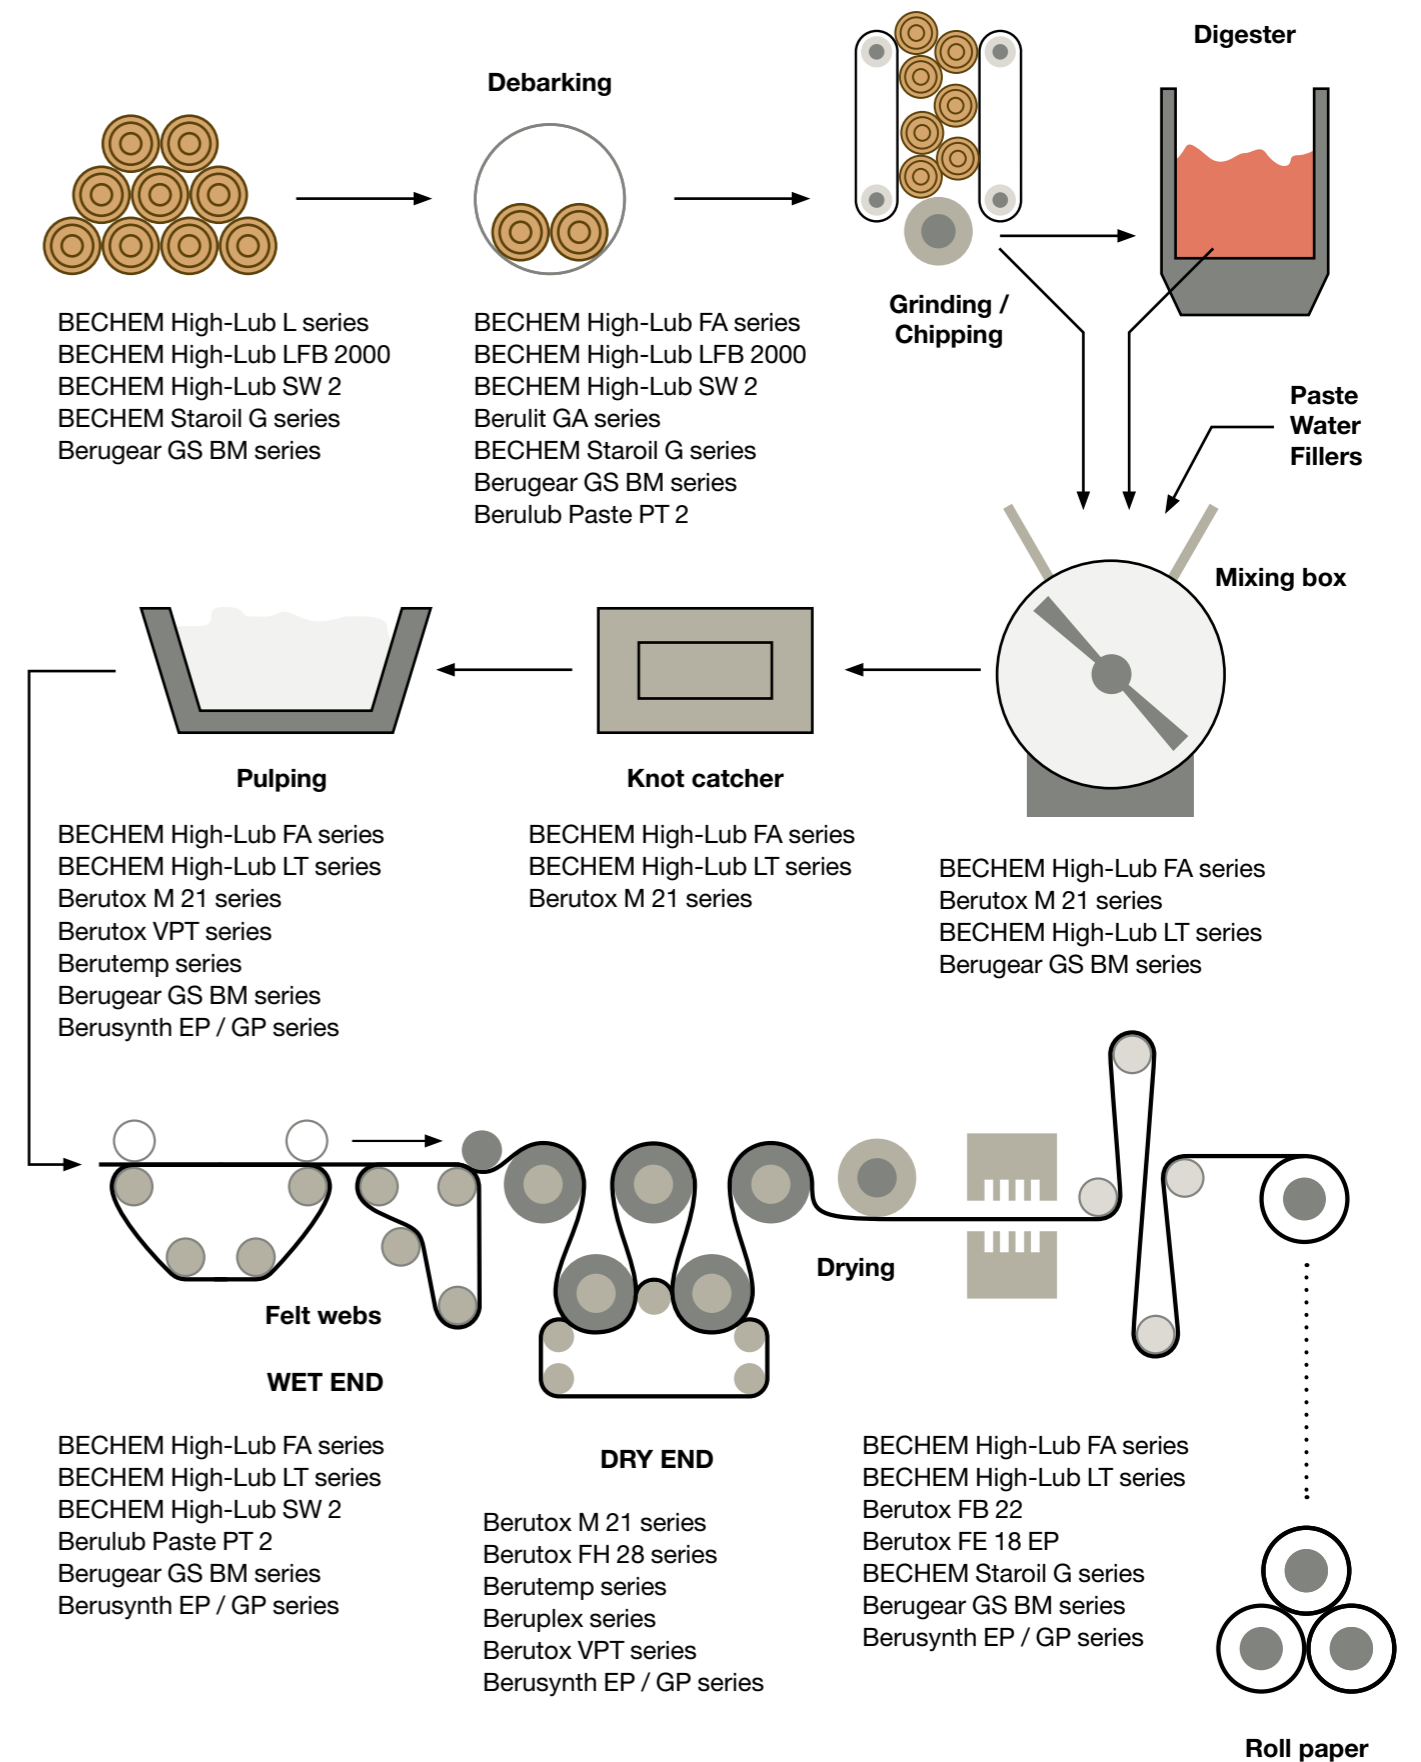 Debarking
Digester
Grinding /
Chipping
BECHEM High-Lub L series
BECHEM High-Lub LFB 2000
BECHEM High-Lub SW 2
BECHEM Staroil G series
Berugear GS BM series
BECHEM High-Lub FA series
BECHEM High-Lub LFB 2000
BECHEM High-Lub SW 2
Berulit GA series
BECHEM Staroil G series
Berugear GS BM series
Berulub Paste PT 2
Paste
Water
Fillers
Mixing box
Pulping
BECHEM High-Lub FA series
BECHEM High-Lub LT series
Berutox M 21 series
Berutox VPT series
Berutemp series
Berugear GS BM series
Berusynth EP / GP series
Knot catcher
BECHEM High-Lub FA series
BECHEM High-Lub LT series
Berutox M 21 series
BECHEM High-Lub FA series
Berutox M 21 series
BECHEM High-Lub LT series
Berugear GS BM series
Felt webs
WET END
BECHEM High-Lub FA series
BECHEM High-Lub LT series
BECHEM High-Lub SW 2
Berulub Paste PT 2
Berugear GS BM series
Berusynth EP / GP series
DRY END
Berutox M 21 series
Berutox FH 28 series
Berutemp series
Beruplex series
Berutox VPT series
Berusynth EP / GP series
Drying
BECHEM High-Lub FA series
BECHEM High-Lub LT series
Berutox FB 22
Berutox FE 18 EP
BECHEM Staroil G series
Berugear GS BM series
Berusynth EP / GP series
Roll paper